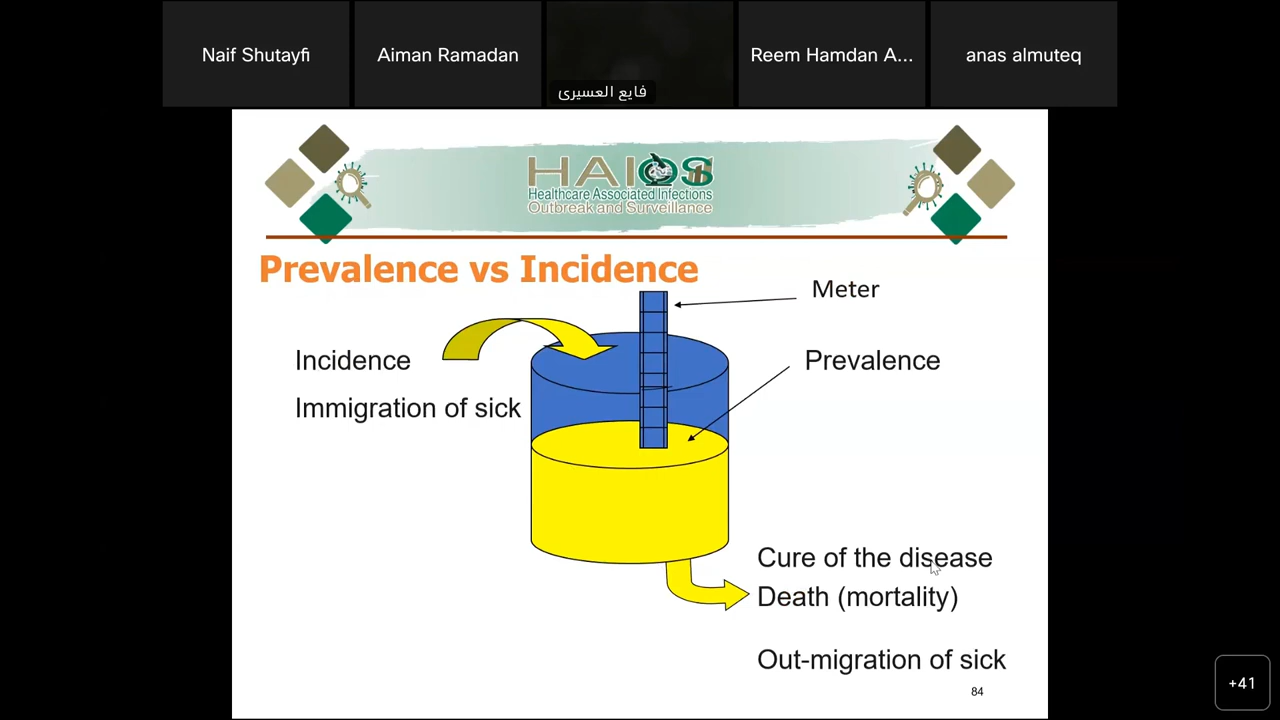 Naif Shutayfi
Aiman Ramadan
فايع العسيري
Reem Hamdan A...
anas almuteq
HAIOS
Healthcare Associated Infections
Outbreak and Surveillance
Prevalence vs Incidence
Meter
Incidence
Prevalence
Immigration of sick
Cure of the disease
Death (mortality)
Out-migration of sick
84
+41